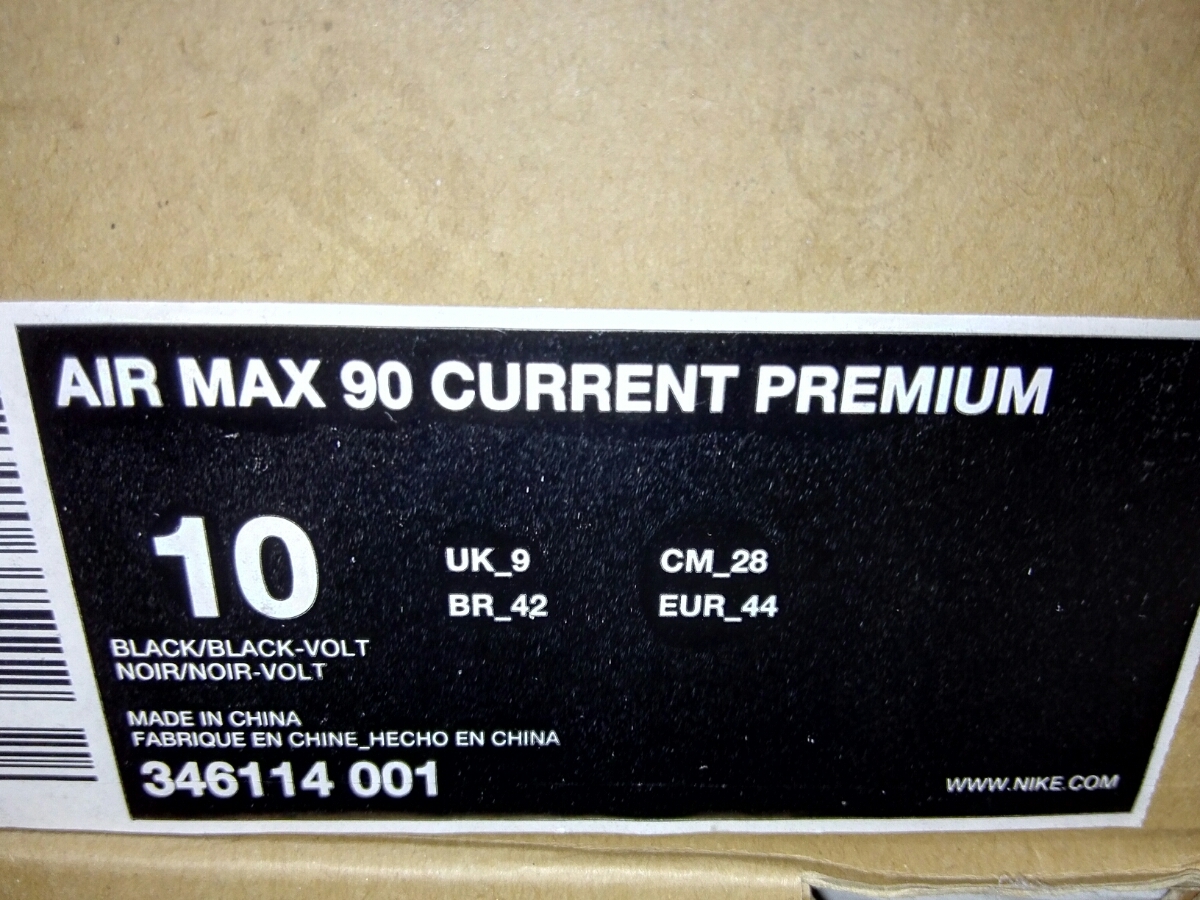 AIR MAX 90 CURRENT PREMIUM
10
UK_9 CM_28
BR_42 EUR_44
BLACK/BLACK-VOLT
NOIR/NOIR-VOLT
MADE IN CHINA
FABRIQUE EN CHINE_HECHO EN CHINA
346114 001
WWW.NIKE.COM